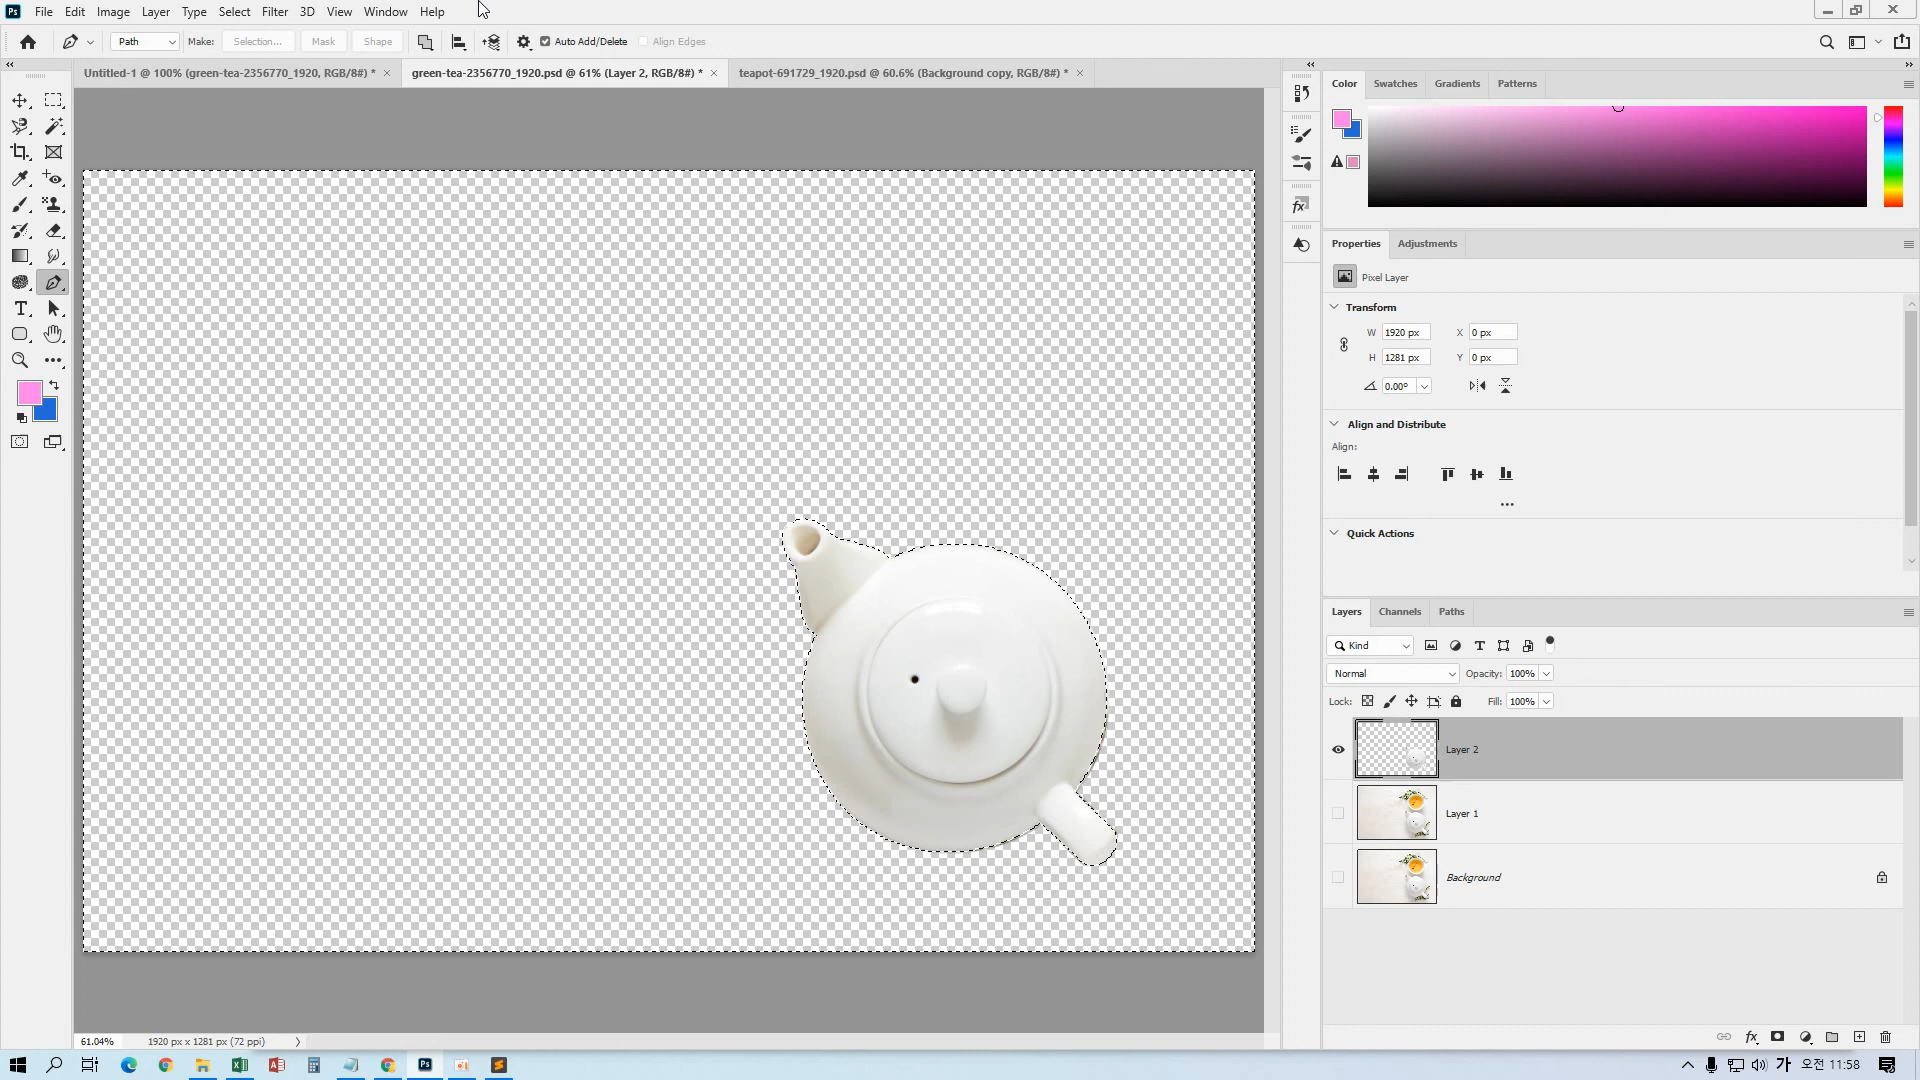 Ps File Edit Image Layer Type Select Filter 3D View Window Help
Path Make: Selection... Mask Shape Auto Add/Delete Align Edges
Untitled-1 @ 100% (green-tea-2356770_1920, RGB/8#) * × green-tea-2356770_1920.psd @ 61% (Layer 2, RGB/8#) * × teapot-691729_1920.psd @ 60.6% (Background copy, RGB/8#) * ×
Color Swatches Gradients Patterns
Properties Adjustments
Pixel Layer
Transform
W 1920 px X 0 px
H 1281 px Y 0 px
0.00°
Align and Distribute
Align:
Quick Actions
Layers Channels Paths
Kind
Normal Opacity: 100%
Lock: Fill: 100%
Layer 2
Layer 1
Background
fx
61.04% 1920 px x 1281 px (72 ppi)
가 오전 11:58